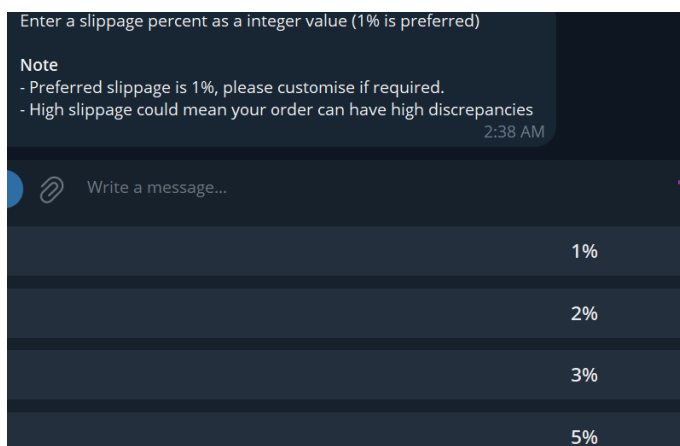 Enter a slippage percent as a integer value (1% is preferred)
Note
- Preferred slippage is 1%, please customise if required.
- High slippage could mean your order can have high discrepancies
2:38 AM
Write a message...
1%
2%
3%
5%